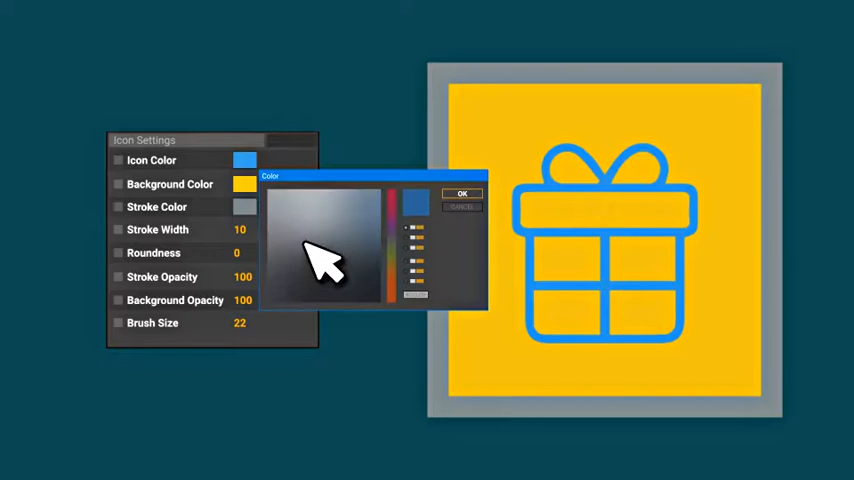 Icon Settings
Icon Color
Background Color
Stroke Color
Stroke Width 10
Roundness 0
Stroke Opacity 100
Background Opacity 100
Brush Size 22
Color
OK
CANCEL